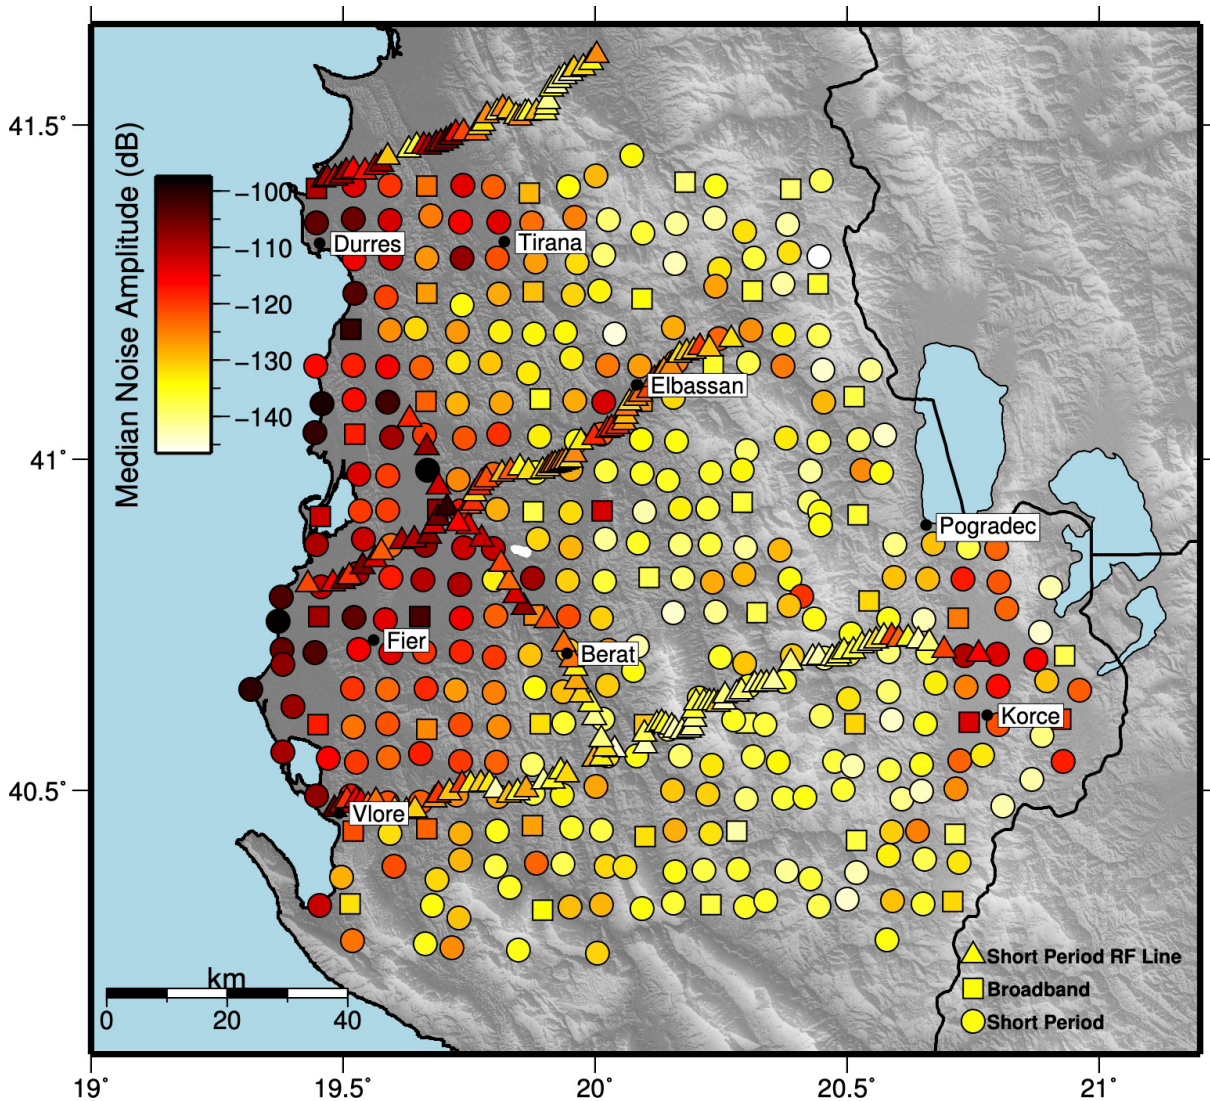 41.5°
41°
40.5°
Median Noise Amplitude (dB)
−100
−110
−120
−130
−140
Durres
Tirana
Elbassan
Pogradec
Fier
Berat
Korce
Vlore
km
0 20 40
Short Period RF Line
Broadband
Short Period
19° 19.5° 20° 20.5° 21°